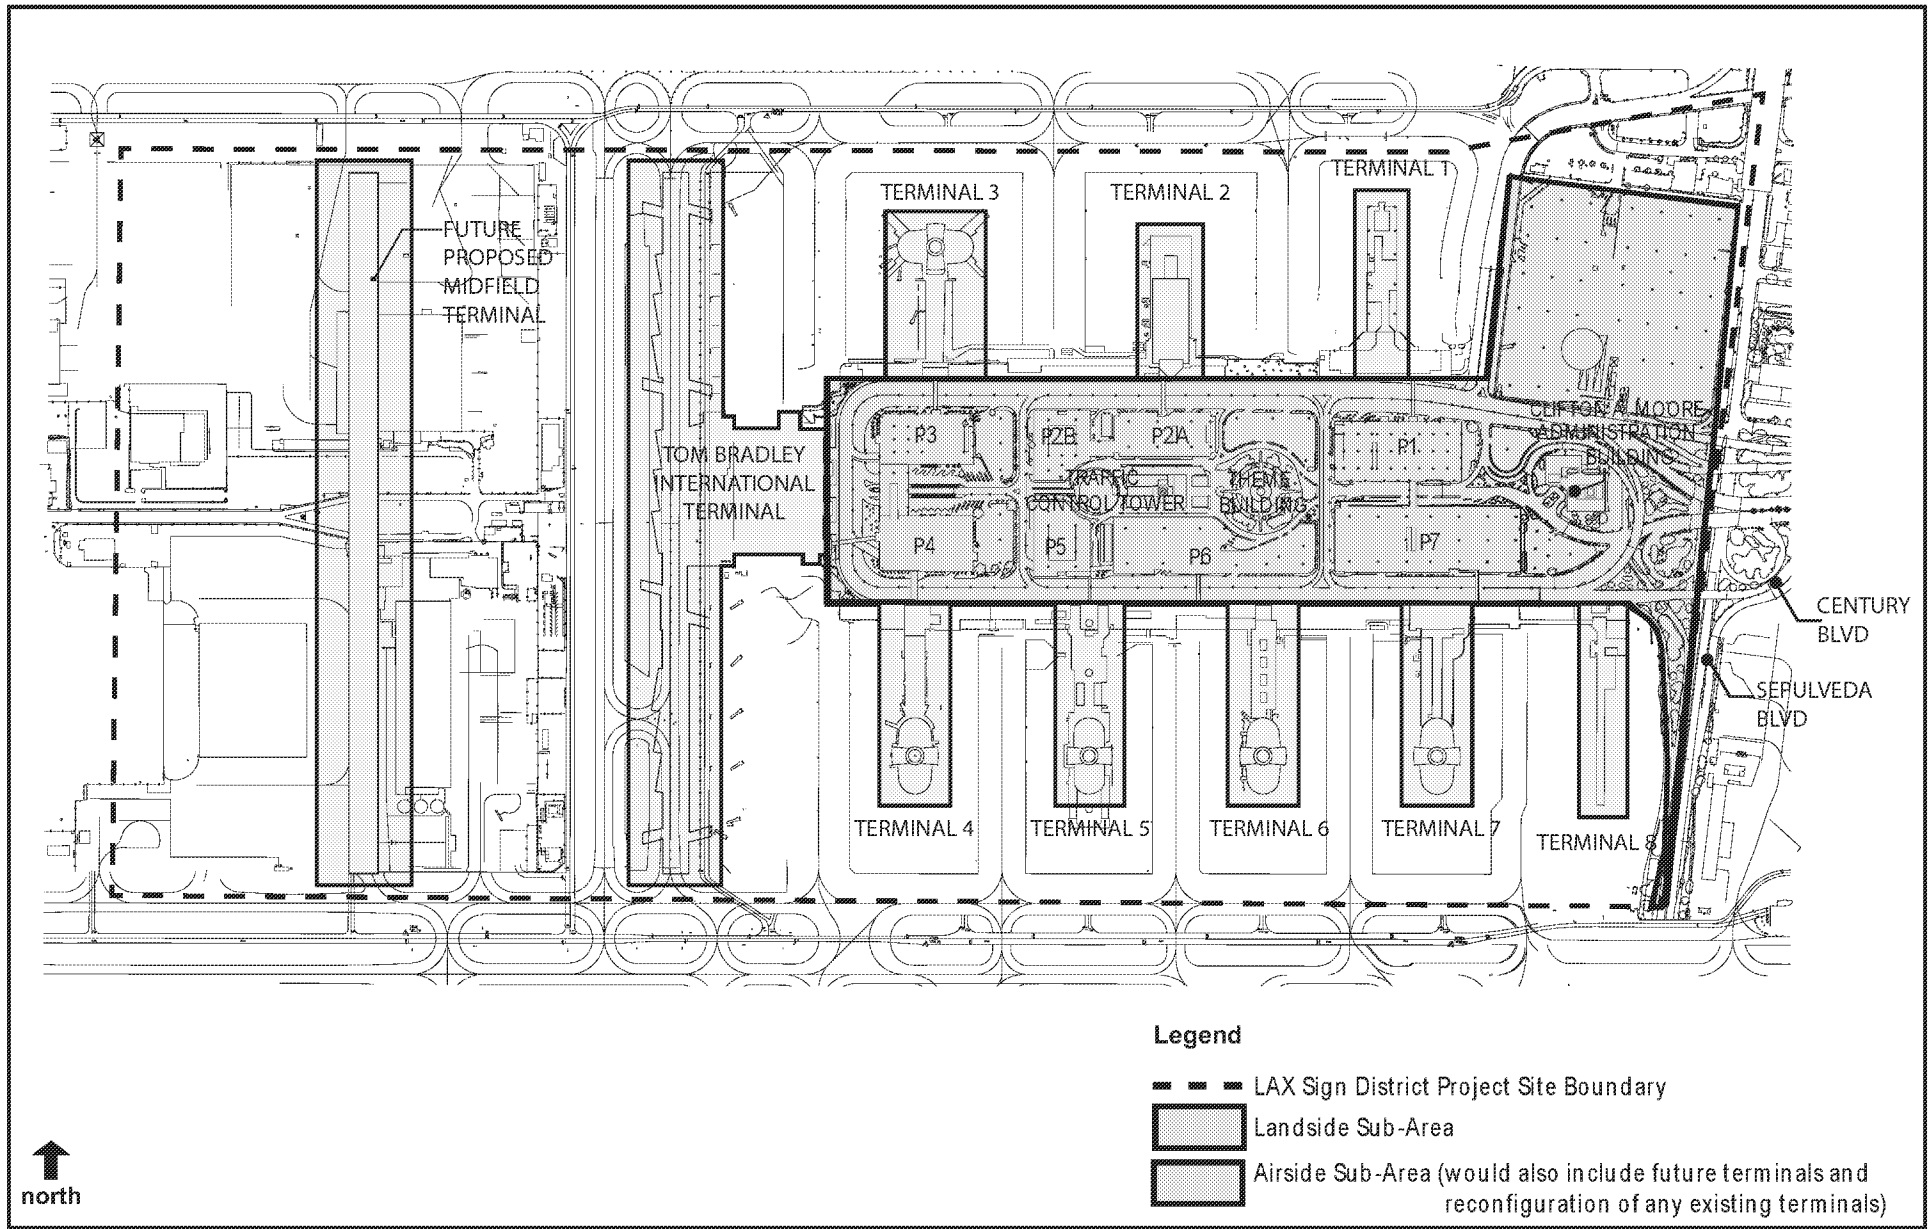 TERMINAL 3
TERMINAL 2
TERMINAL 1
FUTURE
PROPOSED
MIDFIELD
TERMINAL
CLIFTON A. MOORE
ADMINISTRATION
BUILDING
P3
P2B
P2A
P1
TOM BRADLEY
INTERNATIONAL
TERMINAL
TRAFFIC
CONTROL TOWER
THEME
BUILDING
P4
P5
P6
P7
CENTURY
BLVD
SEPULVEDA
BLVD
TERMINAL 4
TERMINAL 5
TERMINAL 6
TERMINAL 7
TERMINAL 8
Legend
LAX Sign District Project Site Boundary
Landside Sub-Area
Airside Sub-Area (would also include future terminals and
reconfiguration of any existing terminals)
north